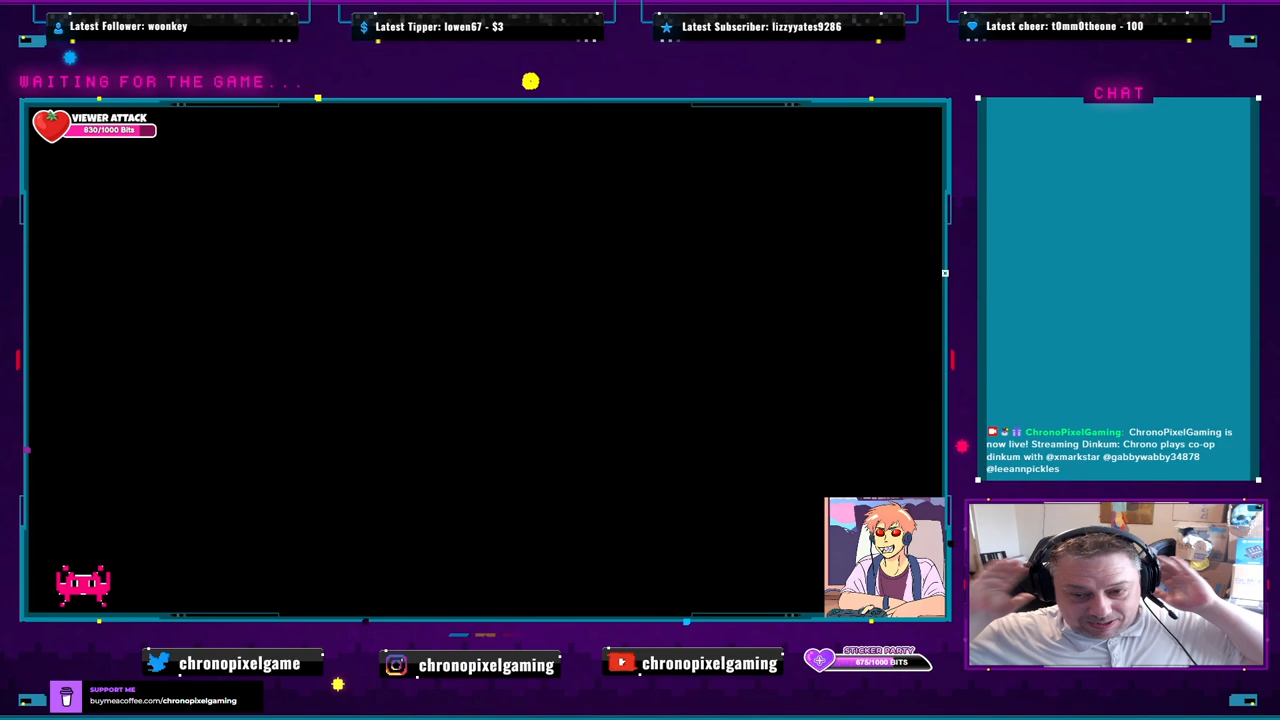 Latest Follower: woonkey
Latest Tipper: lowen67 - $3
Latest Subscriber: lizzyyates9286
Latest cheer: t0mm0theone - 100
WAITING FOR THE GAME...
CHAT
VIEWER ATTACK
830/1000 Bits
ChronoPixelGaming: ChronoPixelGaming is
now live! Streaming Dinkum: Chrono plays co-op
dinkum with @xmarkstar @gabbywabby34878
@leeannpickles
chronopixelgame
chronopixelgaming
chronopixelgaming
STICKER PARTY
675/1000 BITS
SUPPORT ME
buymeacoffee.com/chronopixelgaming